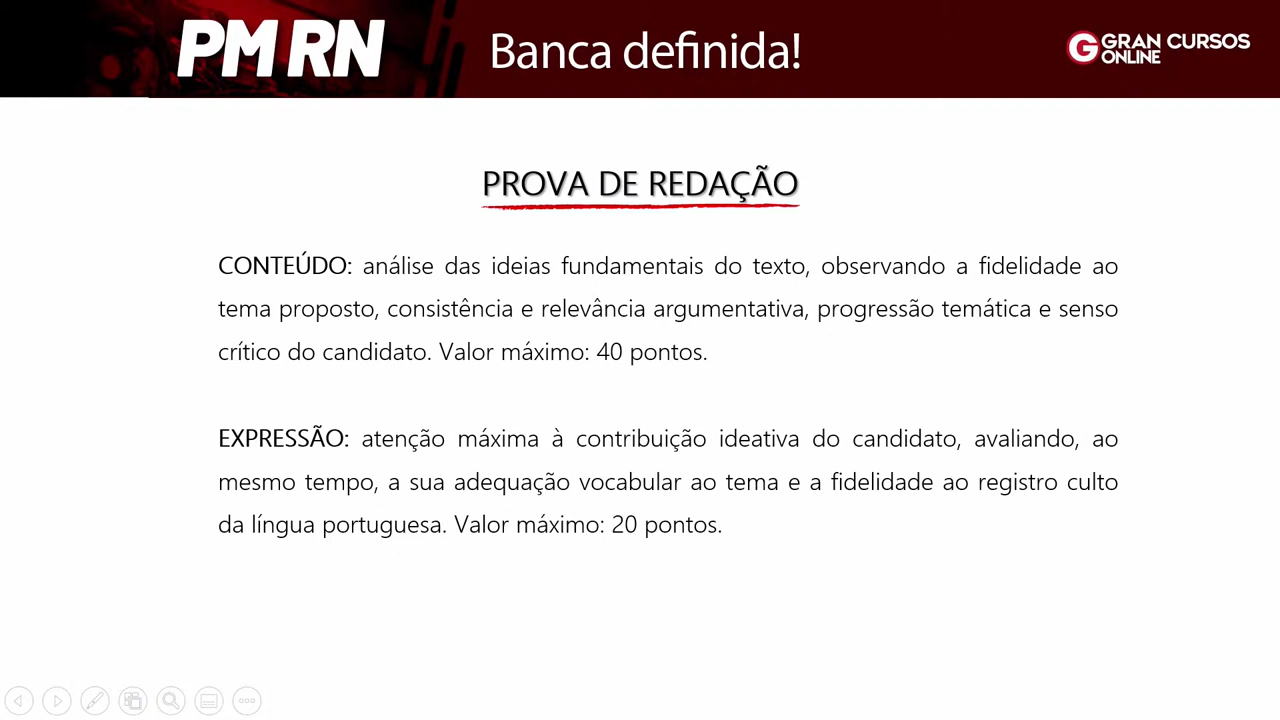 PM RN
Banca definida!
GRAN CURSOS
ONLINE
PROVA DE REDAÇÃO
CONTEÚDO: análise das ideias fundamentais do texto, observando a fidelidade ao
tema proposto, consistência e relevância argumentativa, progressão temática e senso
crítico do candidato. Valor máximo: 40 pontos.
EXPRESSÃO: atenção máxima à contribuição ideativa do candidato, avaliando, ao
mesmo tempo, a sua adequação vocabular ao tema e a fidelidade ao registro culto
da língua portuguesa. Valor máximo: 20 pontos.